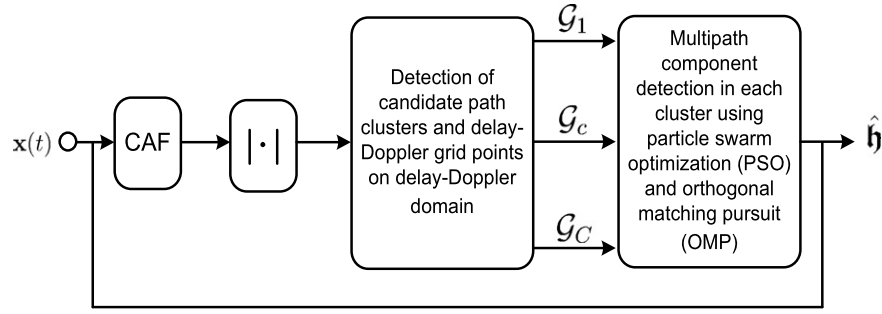 x(t)
CAF
|·|
Detection of
candidate path
clusters and delay-
Doppler grid points
on delay-Doppler
domain
𝒢₁
𝒢c
𝒢C
Multipath
component
detection in each
cluster using
particle swarm
optimization (PSO)
and orthogonal
matching pursuit
(OMP)
𝖍̂